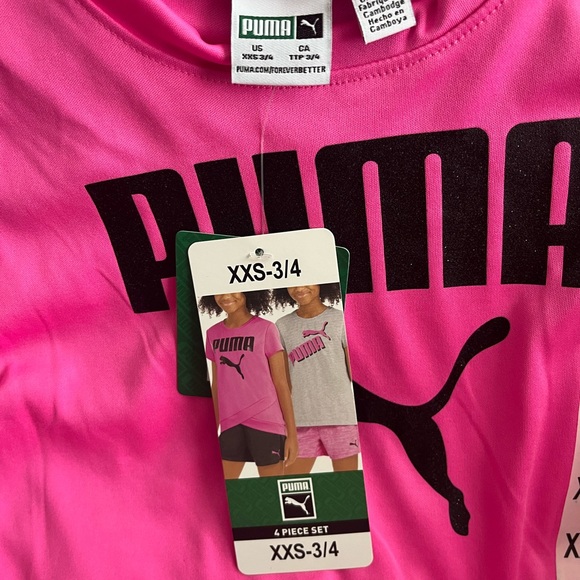 PUMA
US CA
XXS 3/4 TTP 3/4
PUMA.COM/FOREVERBETTER
Cambodge
Hecho en
Camboya
PUMA
XXS-3/4
PUMA
PUMA
PUMA
4 PIECE SET
XXS-3/4
X
X